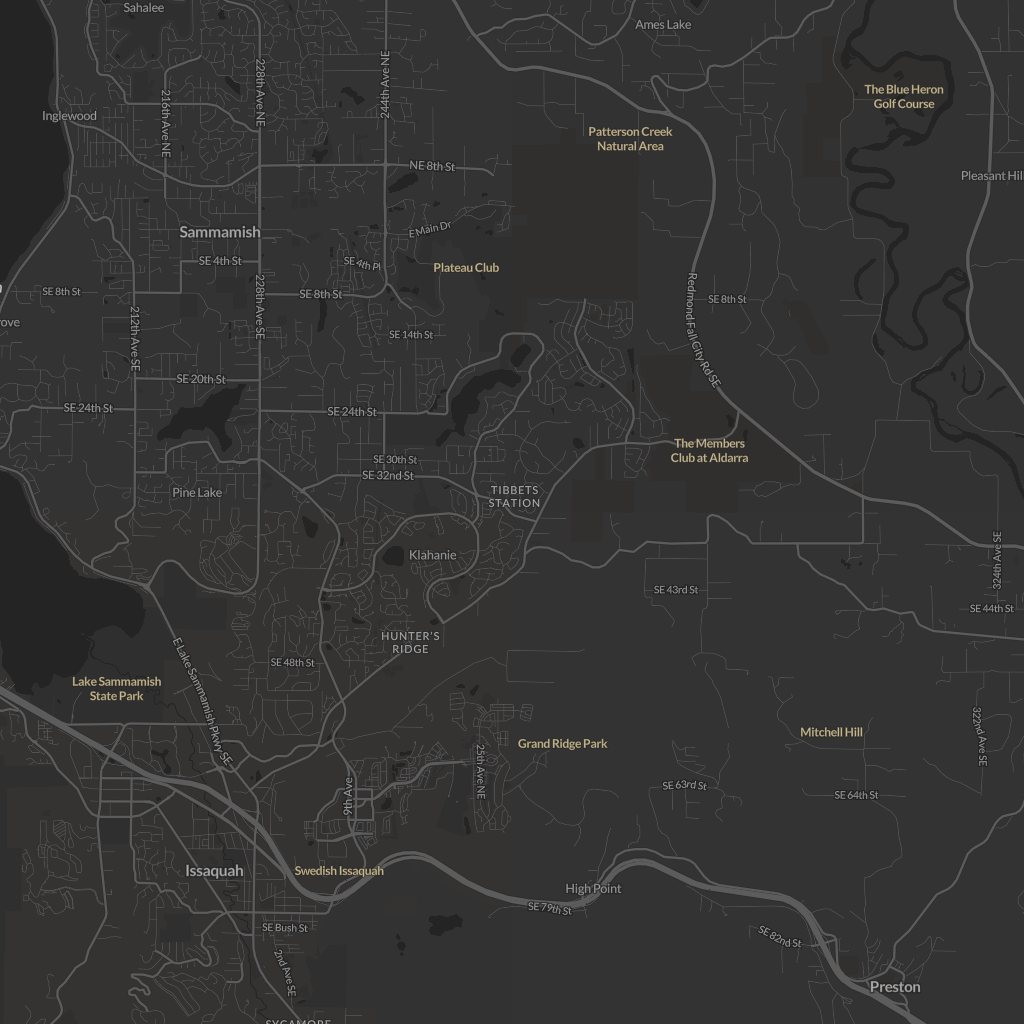 Sahalee
Ames Lake
228th Ave NE
244th Ave NE
216th Ave NE
The Blue Heron
Golf Course
Inglewood
Patterson Creek
Natural Area
NE 8th St
Pleasant Hill
Sammamish
E Main Dr
SE 4th St
SE 4th Pl
Plateau Club
SE 8th St
SE 8th St
SE 8th St
228th Ave SE
212th Ave SE
Redmond Fall City Rd SE
ove
SE 14th St
SE 20th St
SE 24th St
SE 24th St
The Members
Club at Aldarra
SE 30th St
SE 32nd St
Pine Lake
TIBBETS
STATION
Klahanie
324th Ave SE
SE 43rd St
SE 44th St
HUNTER'S
RIDGE
E Lake Sammamish Pkwy SE
SE 48th St
Lake Sammamish
State Park
322nd Ave SE
Mitchell Hill
Grand Ridge Park
25th Ave NE
9th Ave
SE 63rd St
SE 64th St
Issaquah
Swedish Issaquah
High Point
SE 79th St
SE Bush St
SE 82nd St
2nd Ave SE
Preston
SYCAMORE